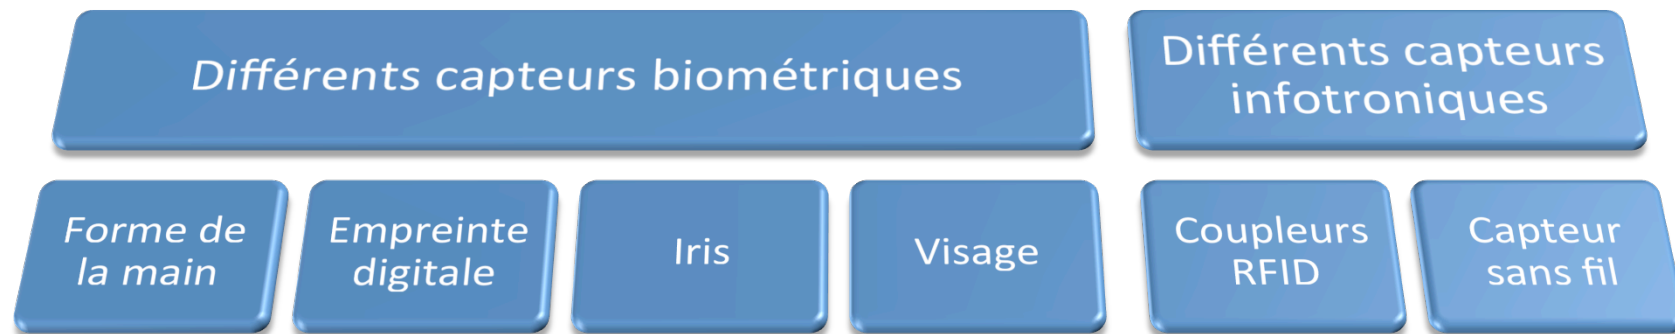 Différents capteurs biométriques
Différents capteurs
infotroniques
Forme de
la main
Empreinte
digitale
Iris
Visage
Coupleurs
RFID
Capteur
sans fil